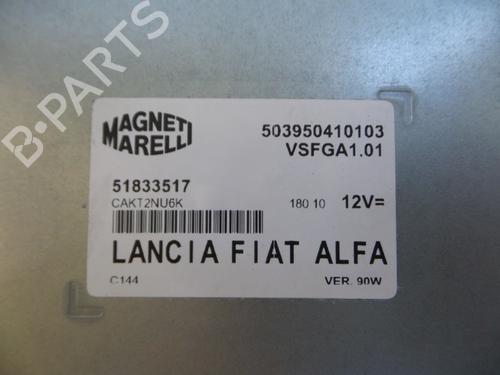 MAGNETI
MARELLI
503950410103
VSFGA1.01
51833517
CAKT2NU6K
180 10 12V=
LANCIA FIAT ALFA
C144
VER. 90W
B-PARTS